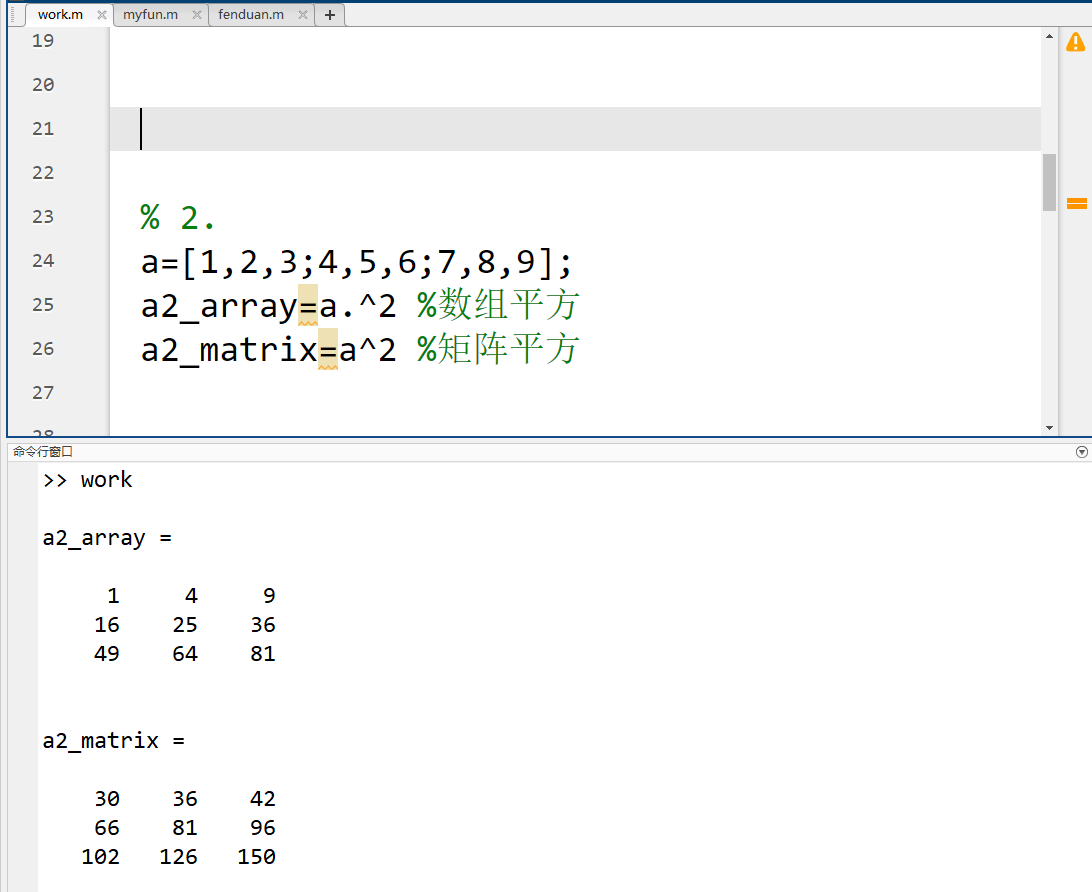 work.m myfun.m fenduan.m +
19
20
21
22
23 % 2.
24 a=[1,2,3;4,5,6;7,8,9];
25 a2_array=a.^2 %数组平方
26 a2_matrix=a^2 %矩阵平方
27
28
命令行窗口
>> work
a2_array =
1 4 9
16 25 36
49 64 81
a2_matrix =
30 36 42
66 81 96
102 126 150